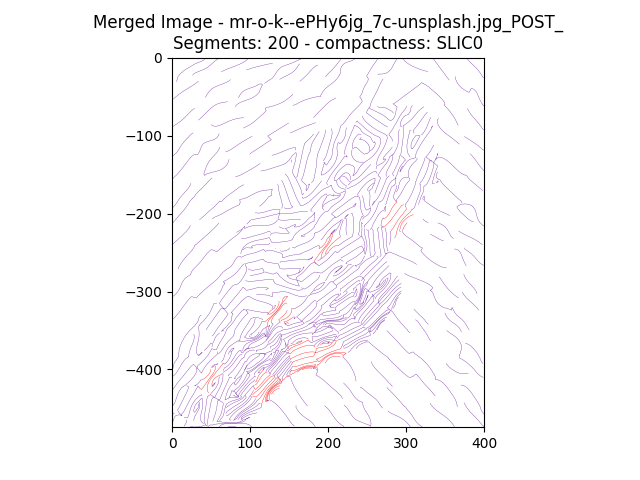 Merged Image - mr-o-k--ePHy6jg_7c-unsplash.jpg_POST_
Segments: 200 - compactness: SLIC0
0
−100
−200
−300
−400
0 100 200 300 400